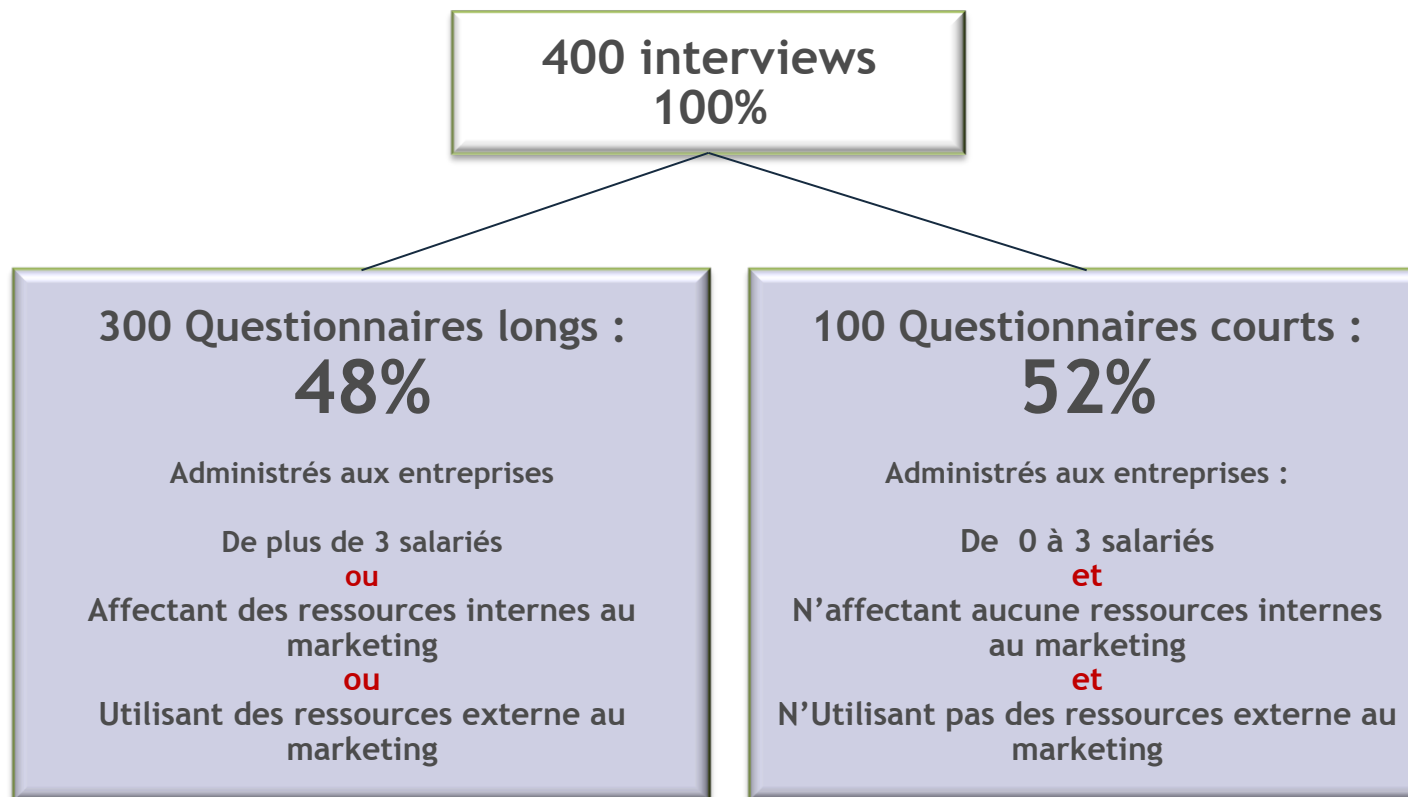 400 interviews
100%
300 Questionnaires longs :
48%
Administrés aux entreprises
De plus de 3 salariés
ou
Affectant des ressources internes au
marketing
ou
Utilisant des ressources externe au
marketing
100 Questionnaires courts :
52%
Administrés aux entreprises :
De 0 à 3 salariés
et
N’affectant aucune ressources internes
au marketing
et
N’Utilisant pas des ressources externe au
marketing